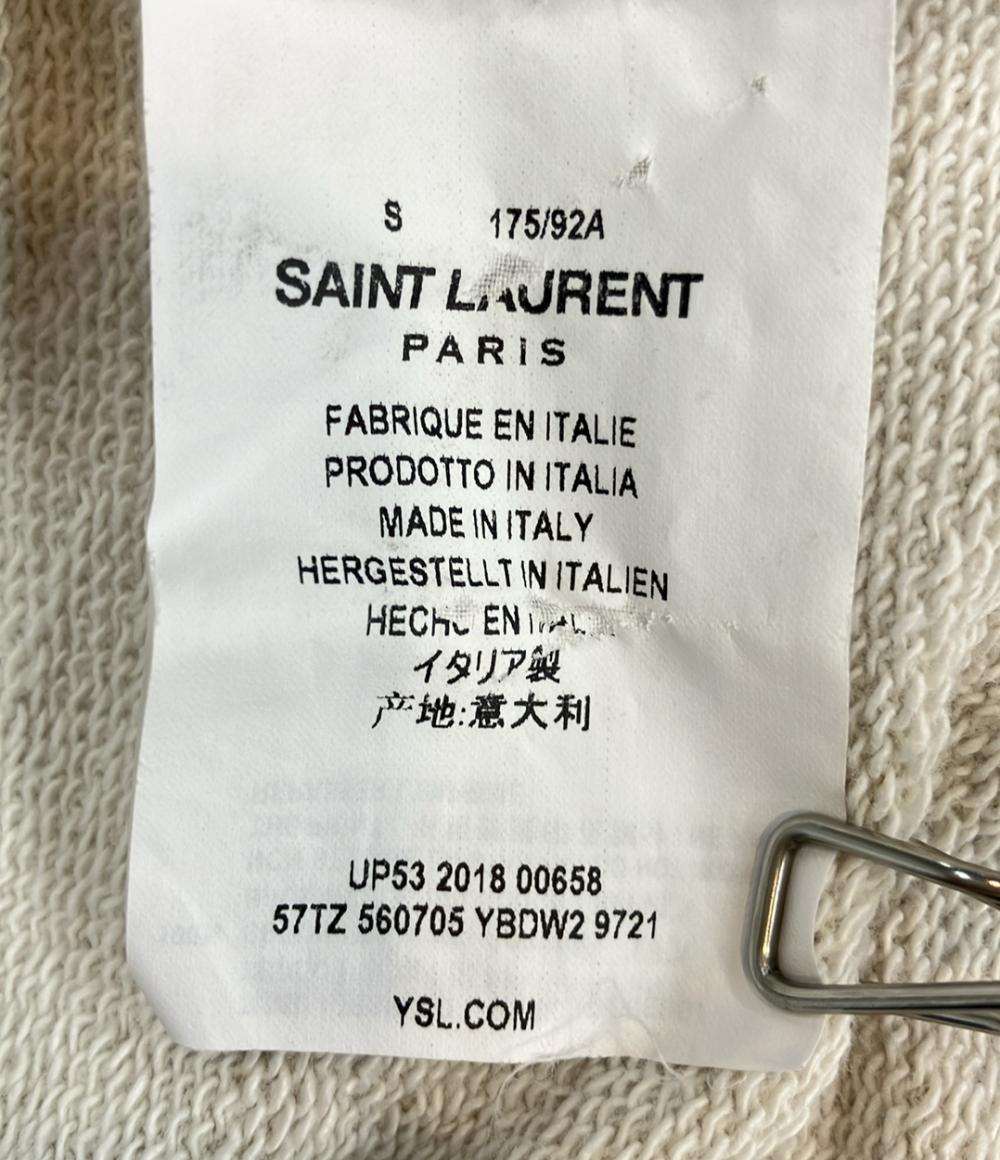 S 175/92A
SAINT LAURENT
PARIS
FABRIQUE EN ITALIE
PRODOTTO IN ITALIA
MADE IN ITALY
HERGESTELLT IN ITALIEN
HECHO EN
イタリア製
产地:意大利
UP53 2018 00658
57TZ 560705 YBDW2 9721
YSL.COM